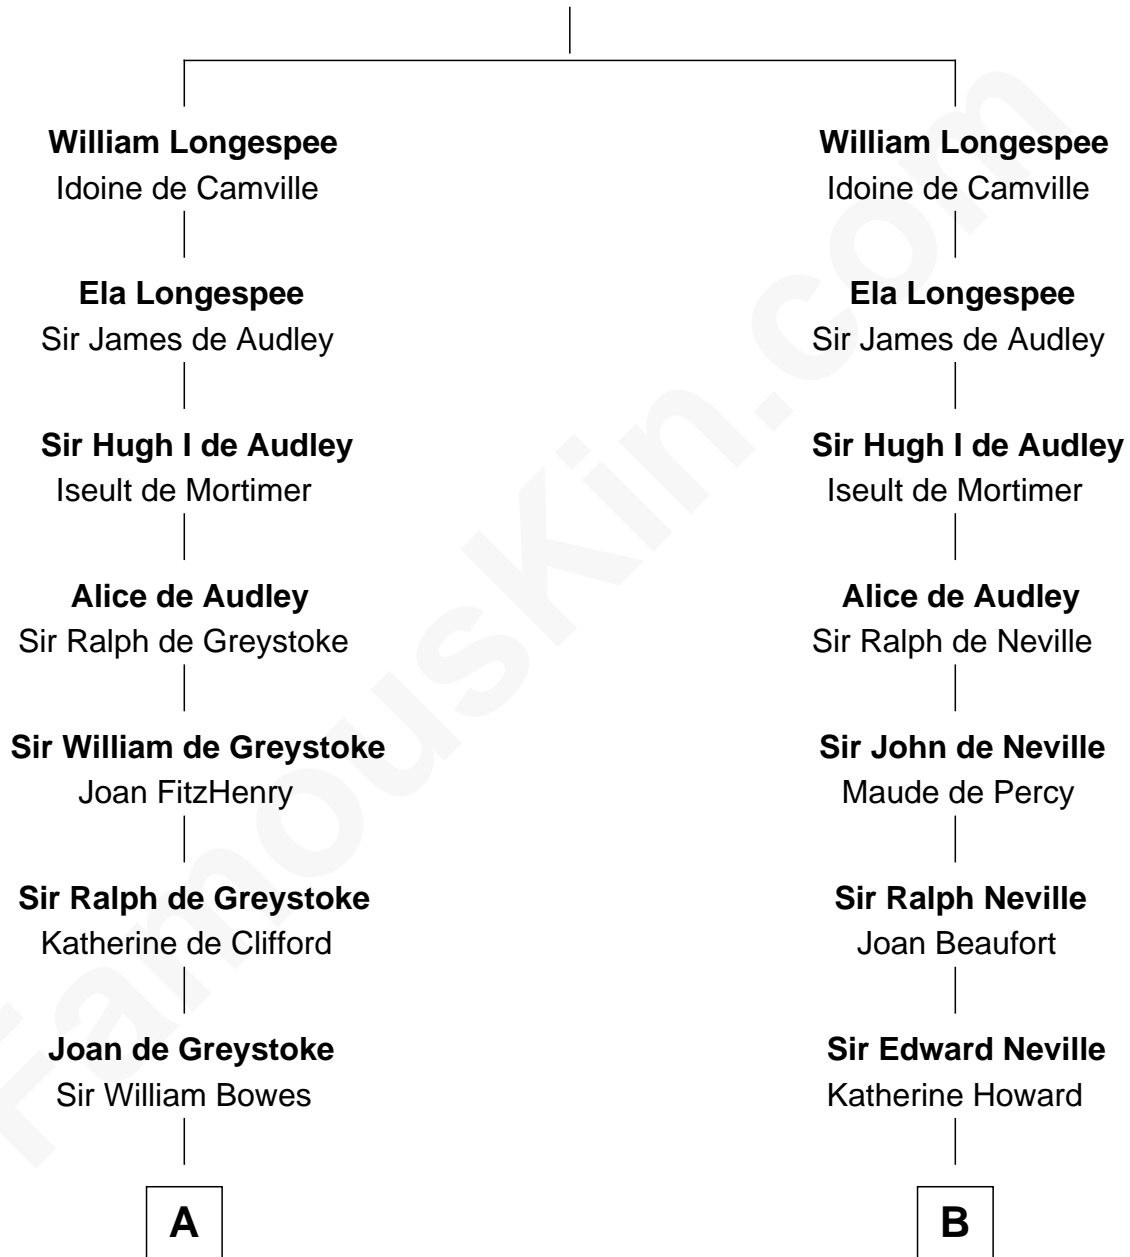 William Longespee
Idoine de Camville
Ela Longespee
Sir James de Audley
Sir Hugh I de Audley
Iseult de Mortimer
Alice de Audley
Sir Ralph de Greystoke
Sir William de Greystoke
Joan FitzHenry
Sir Ralph de Greystoke
Katherine de Clifford
Joan de Greystoke
Sir William Bowes
A
William Longespee
Idoine de Camville
Ela Longespee
Sir James de Audley
Sir Hugh I de Audley
Iseult de Mortimer
Alice de Audley
Sir Ralph de Neville
Sir John de Neville
Maude de Percy
Sir Ralph Neville
Joan Beaufort
Sir Edward Neville
Katherine Howard
B
FamousKin.com